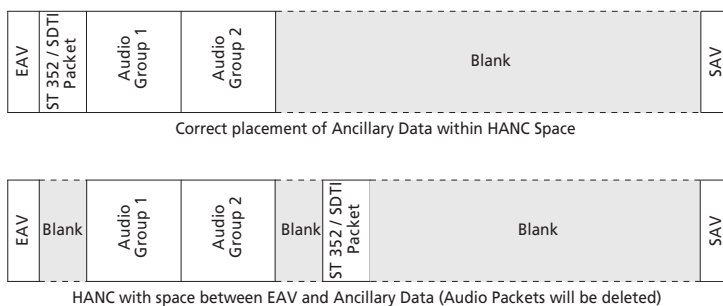 EAV
ST 352 / SDTI
Packet
Audio
Group 1
Audio
Group 2
Blank
SAV
Correct placement of Ancillary Data within HANC Space
EAV
Blank
Audio
Group 1
Audio
Group 2
Blank
ST 352 / SDTI
Packet
Blank
SAV
HANC with space between EAV and Ancillary Data (Audio Packets will be deleted)